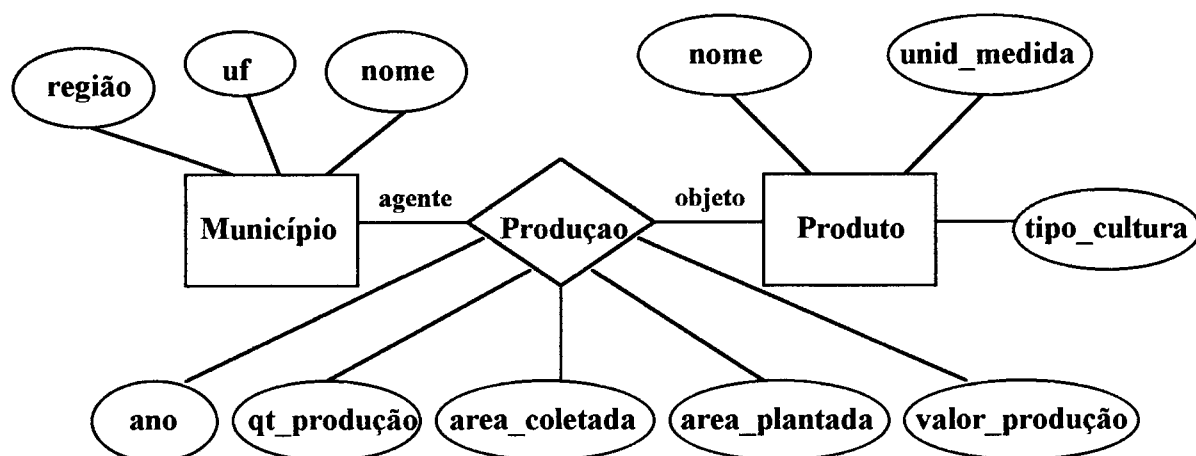 região
uf
nome
nome
unid_medida
Município
agente
Produçao
objeto
Produto
tipo_cultura
ano
qt_produção
area_coletada
area_plantada
valor_produção